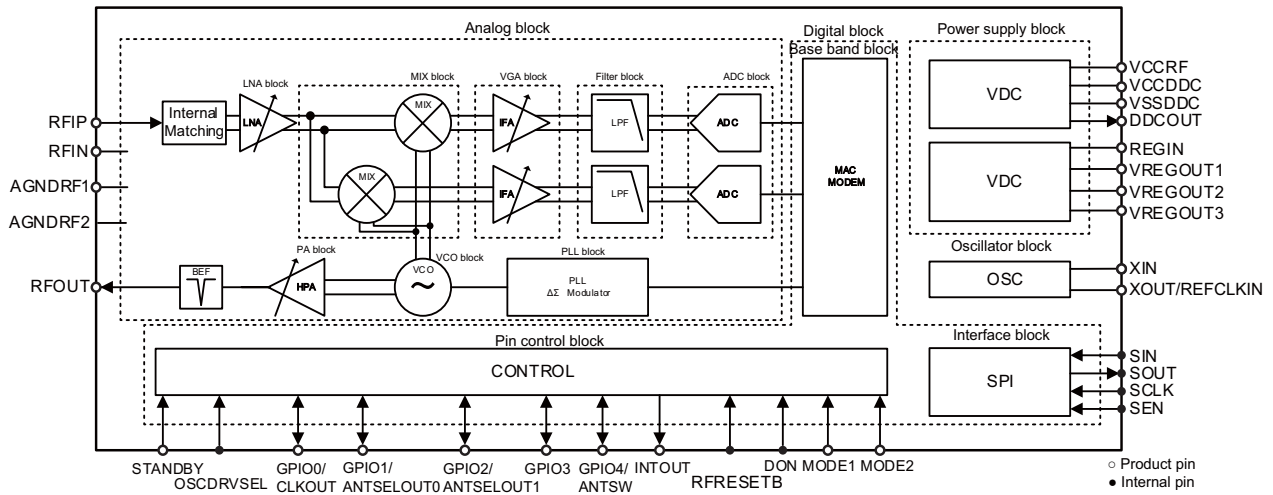 Analog block
Digital block
Base band block
Power supply block
LNA block
MIX block
VGA block
Filter block
ADC block
RFIP
RFIN
AGNDRF1
AGNDRF2
RFOUT
Internal
Matching
LNA
MIX
IFA
LPF
ADC
MIX
IFA
LPF
ADC
MAC
MODEM
PA block
VCO block
PLL block
BEF
HPA
VCO
PLL
ΔΣ Modulator
VDC
VCCRF
VCCDDC
VSSDDC
DDCOUT
VDC
REGIN
VREGOUT1
VREGOUT2
VREGOUT3
Oscillator block
OSC
XIN
XOUT/REFCLKIN
Interface block
SPI
SIN
SOUT
SCLK
SEN
Pin control block
CONTROL
STANDBY
OSCDRVSEL
GPIO0/
CLKOUT
GPIO1/
ANTSELOUT0
GPIO2/
ANTSELOUT1
GPIO3
GPIO4/
ANTSW
INTOUT
RFRESETB
DON
MODE1
MODE2
○ Product pin
● Internal pin